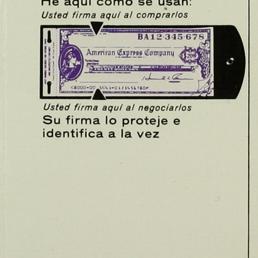 He aquí cómo se usan:
Usted firma aquí al comprarlos
BA12-345-678
American Express Company
Usted firma aquí al negociarlos
Su firma lo proteje e
identifica a la vez